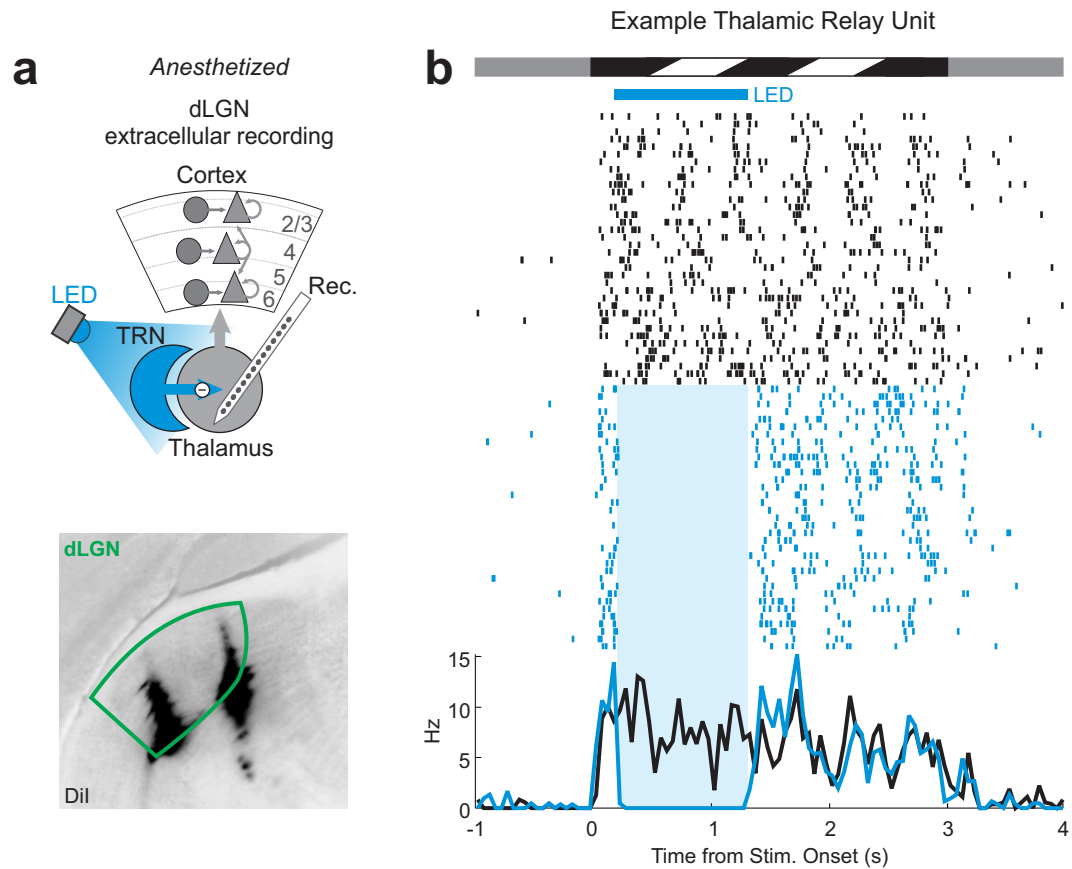 a
Anesthetized
dLGN
extracellular recording
Cortex
2/3
4
5
6
Rec.
LED
TRN
−
Thalamus
dLGN
DiI
Example Thalamic Relay Unit
b
LED
15
10
5
0
Hz
-1
0
1
2
3
4
Time from Stim. Onset (s)